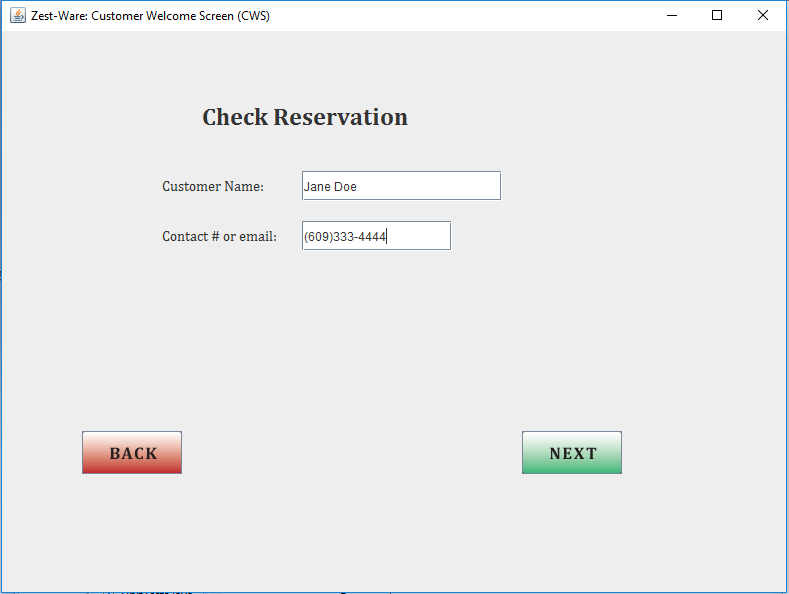 Zest-Ware: Customer Welcome Screen (CWS)
Check Reservation
Customer Name: Jane Doe
Contact # or email: (609)333-4444
BACK NEXT